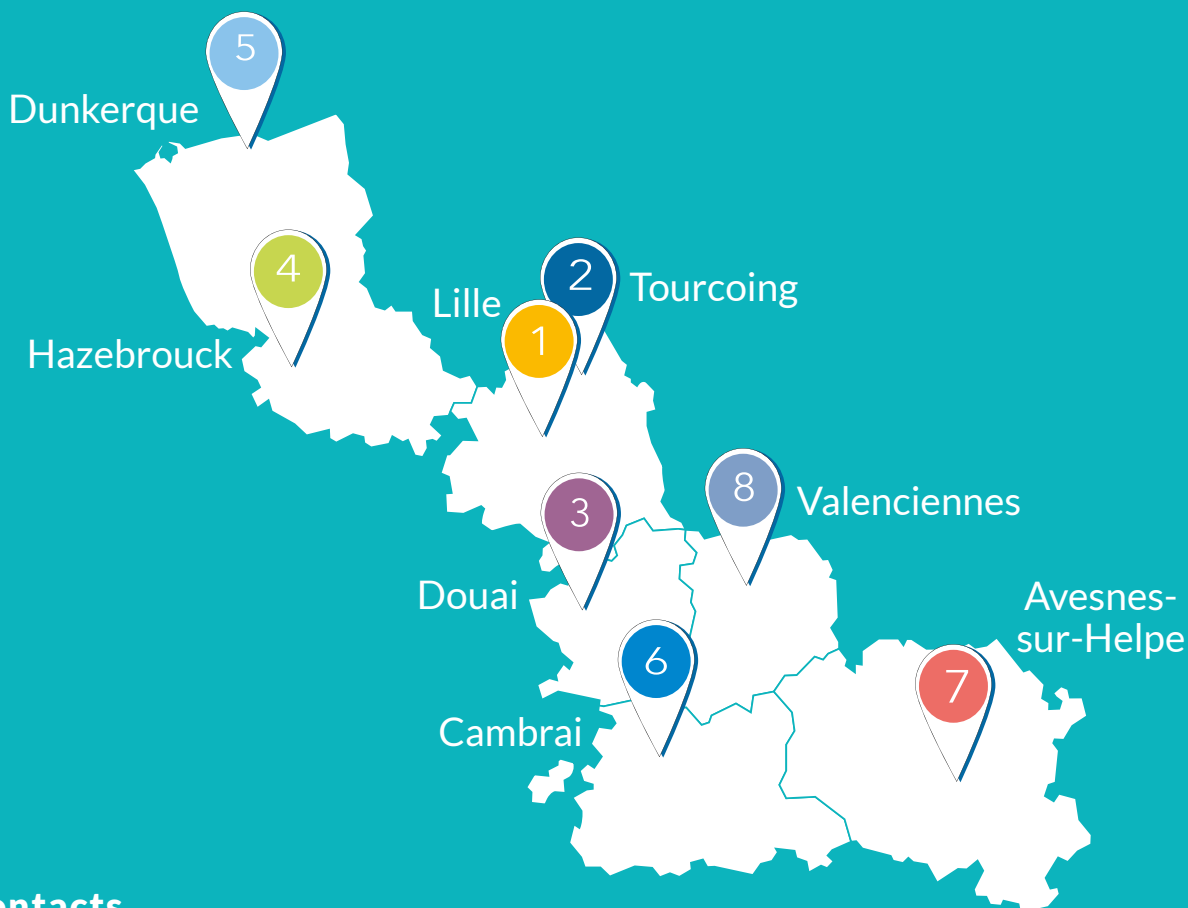 5
Dunkerque
4
2
Lille
Tourcoing
1
Hazebrouck
8
Valenciennes
3
Douai
Avesnes-
sur-Helpe
6
7
Cambrai